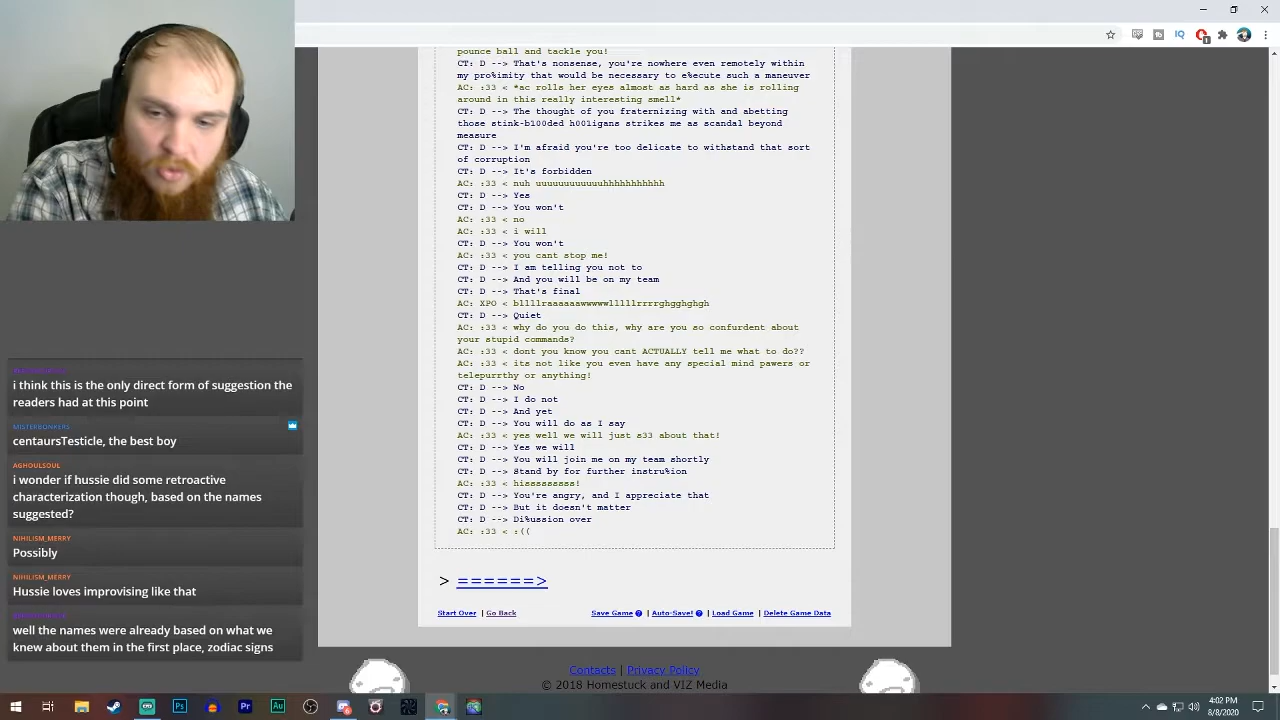 pounce ball and tackle you!
CT: D --> That's nonsense, you're nowhere even remotely within
my pro%imity that would be necessary to e%ecute such a maneuver
AC: :33 < *ac rolls her eyes almost as hard as she is rolling
around in this really interesting smell*
CT: D --> The thought of you fraternizing with and abetting
those stink-b100ded h001igans strikes me as scandal beyond
measure
CT: D --> I'm afraid you're too delicate to withstand that sort
of corruption
CT: D --> It's forbidden
AC: :33 < nuh uuuuuuuuuuuuhhhhhhhhhhh
CT: D --> Yes
CT: D --> You won't
AC: :33 < no
AC: :33 < i will
CT: D --> You won't
AC: :33 < you cant stop me!
CT: D --> I am telling you not to
CT: D --> And you will be on my team
CT: D --> That's final
AC: XPO < bllllraaaaaawwwwwlllllrrrrghgghghgh
CT: D --> Quiet
AC: :33 < why do you do this, why are you so confurdent about
your stupid commands?
AC: :33 < dont you know you cant ACTUALLY tell me what to do??
AC: :33 < its not like you even have any special mind pawers or
telepurrthy or anything!
CT: D --> No
CT: D --> I do not
CT: D --> And yet
CT: D --> You will do as I say
AC: :33 < yes well we will just s33 about that!
CT: D --> Yes we will
CT: D --> You will join me on my team shortly
CT: D --> Stand by for further instru%ion
AC: :33 < hisssssssss!
CT: D --> You're angry, and I appreciate that
CT: D --> But it doesn't matter
CT: D --> Di%ussion over
AC: :33 < :((
> ======>
Start Over | Go Back Save Game ? | Auto-Save! ? | Load Game | Delete Game Data
Contacts | Privacy Policy
© 2018 Homestuck and VIZ Media
i think this is the only direct form of suggestion the
readers had at this point
MISTERBONKERS
centaursTesticle, the best boy
AGHOULSOUL
i wonder if hussie did some retroactive
characterization though, based on the names
suggested?
NIHILISM_MERRY
Possibly
NIHILISM_MERRY
Hussie loves improvising like that
well the names were already based on what we
knew about them in the first place, zodiac signs
IQ
1
Ps
Pr
Au
4:02 PM
8/8/2020